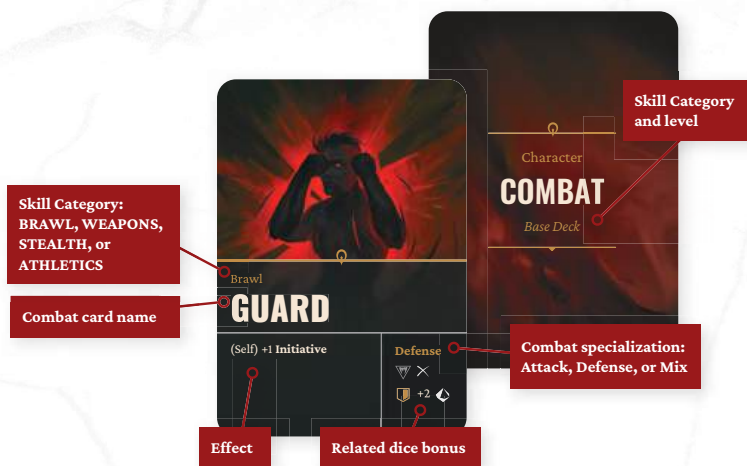 Skill Category
and level
Character
COMBAT
Base Deck
Skill Category:
BRAWL, WEAPONS,
STEALTH, or
ATHLETICS
Brawl
Combat card name
GUARD
(Self) +1 Initiative
Defense
+2
Combat specialization:
Attack, Defense, or Mix
Effect
Related dice bonus